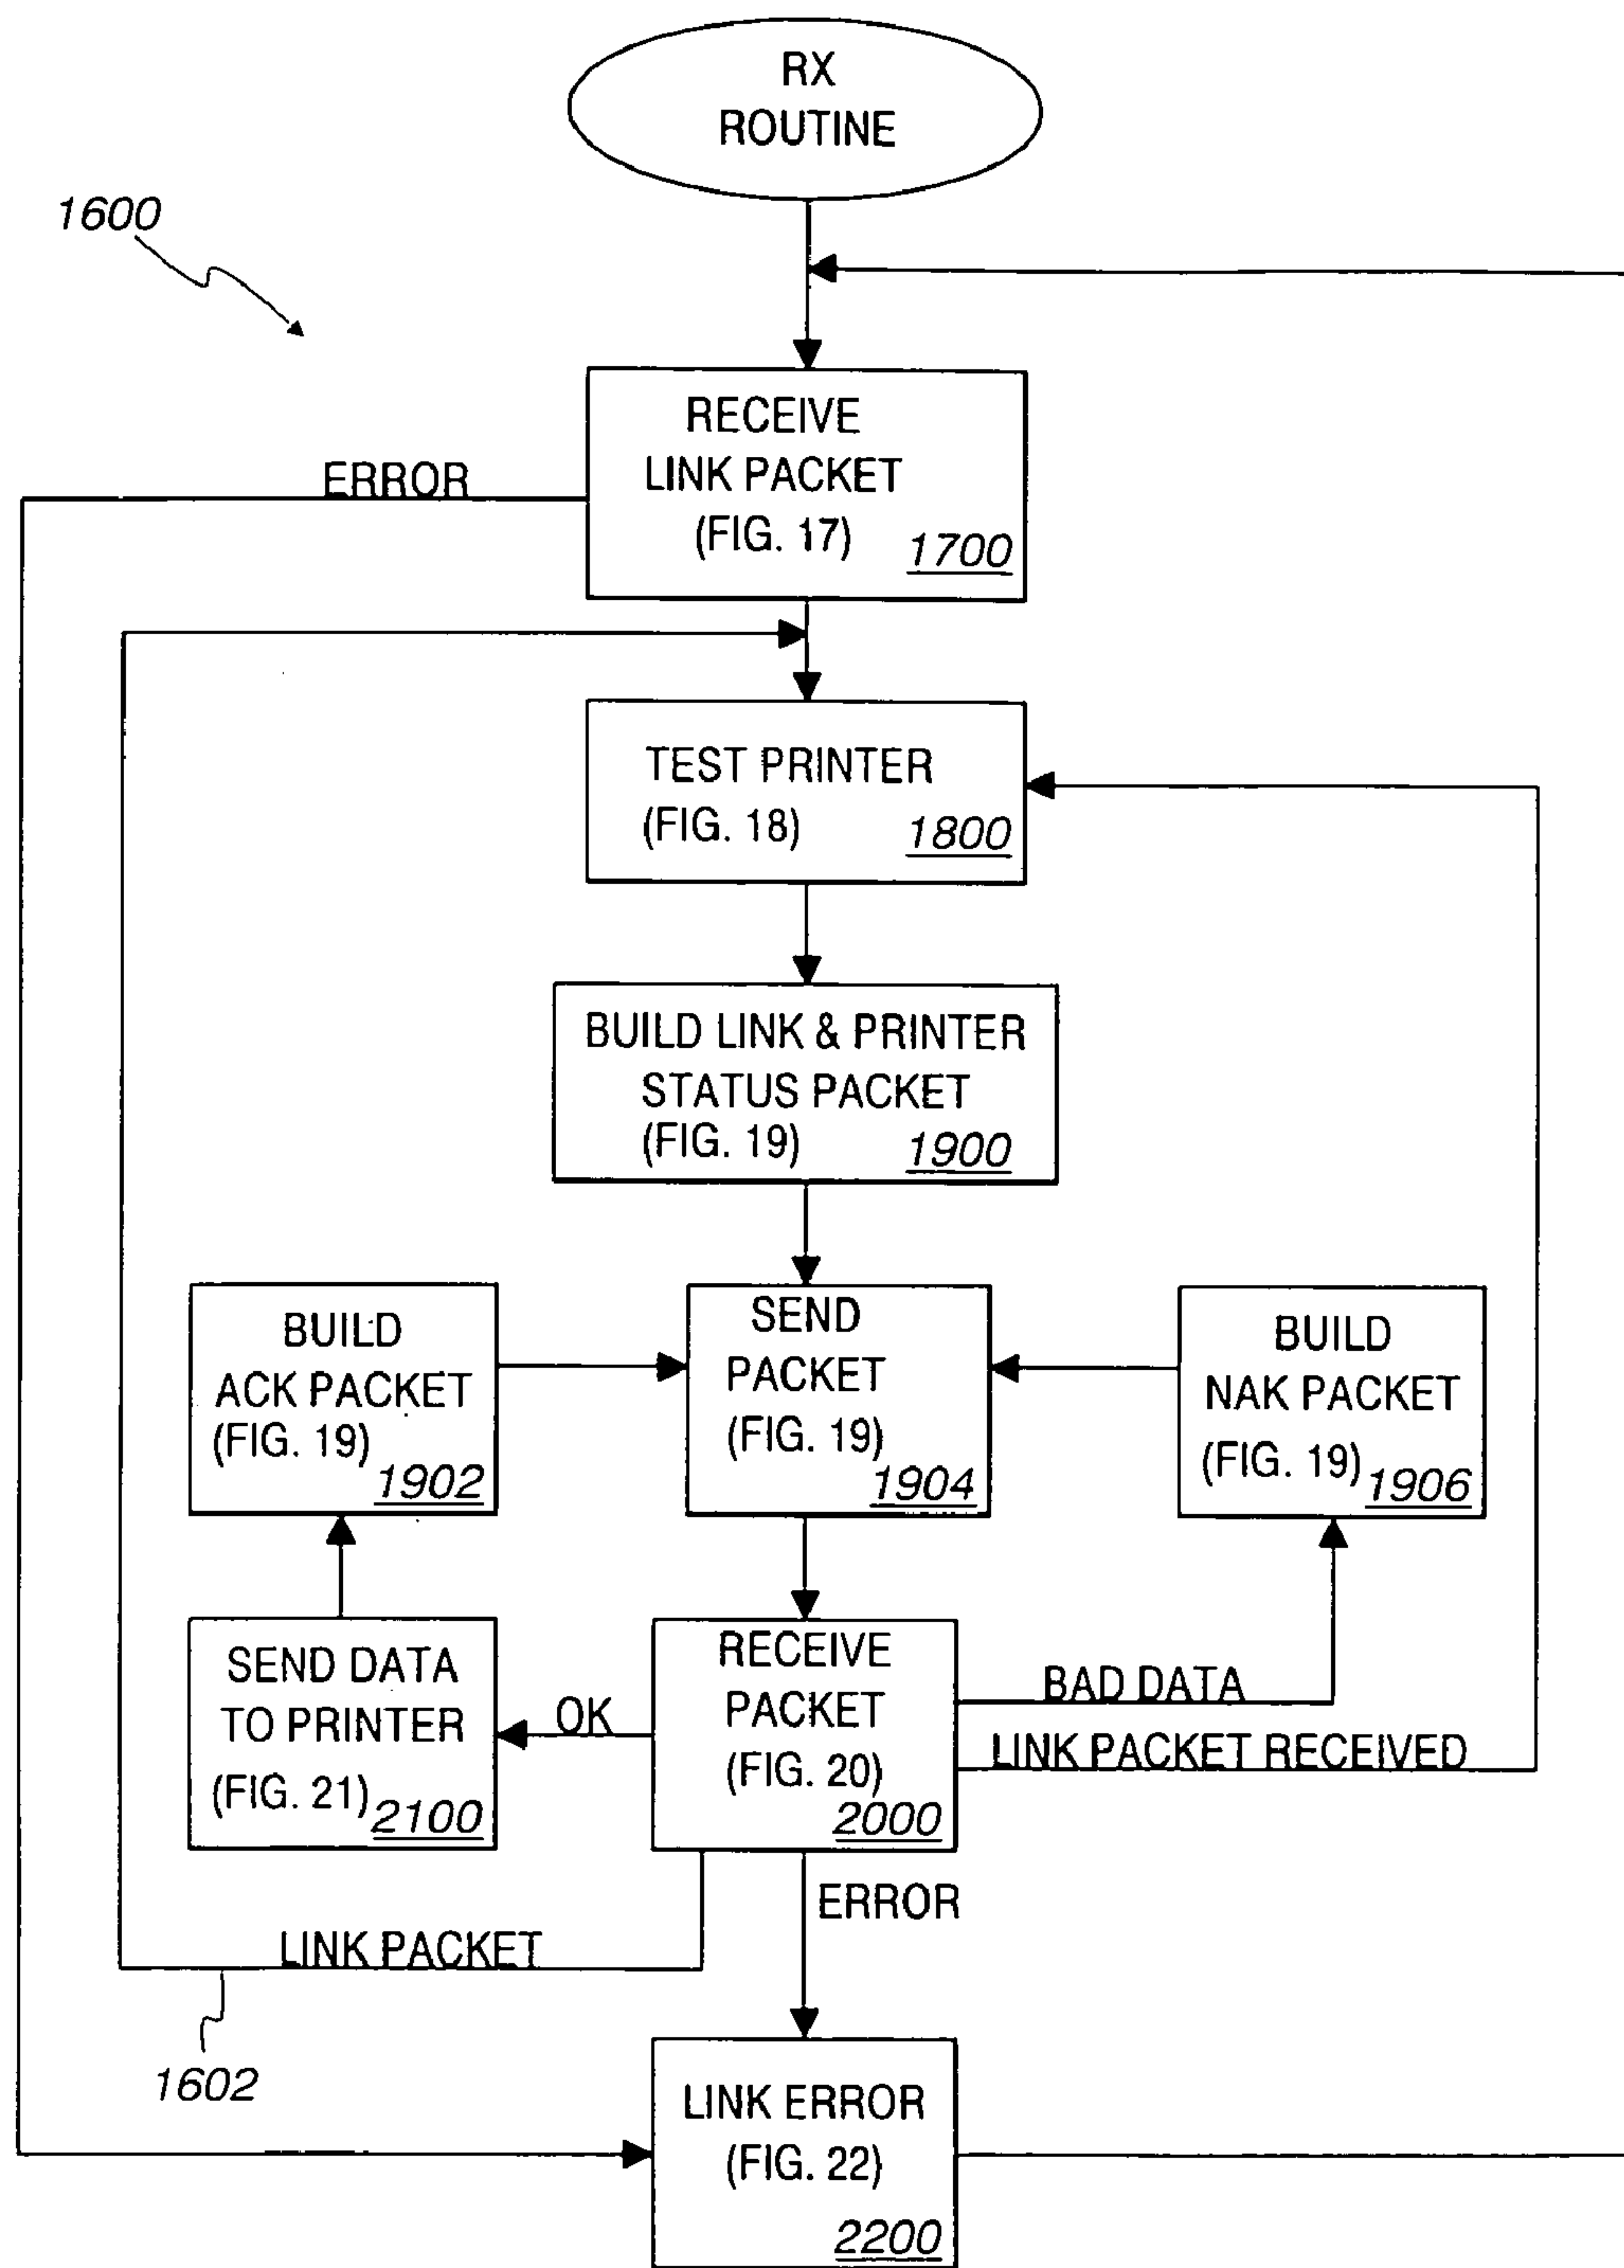 RX
ROUTINE
1600
RECEIVE
LINK PACKET
(FIG. 17)
1700
ERROR
TEST PRINTER
(FIG. 18)
1800
BUILD LINK & PRINTER
STATUS PACKET
(FIG. 19)
1900
BUILD
ACK PACKET
(FIG. 19)
1902
SEND
PACKET
(FIG. 19)
1904
BUILD
NAK PACKET
(FIG. 19)
1906
SEND DATA
TO PRINTER
(FIG. 21)
2100
OK
RECEIVE
PACKET
(FIG. 20)
2000
BAD DATA
LINK PACKET RECEIVED
ERROR
LINK PACKET
1602
LINK ERROR
(FIG. 22)
2200